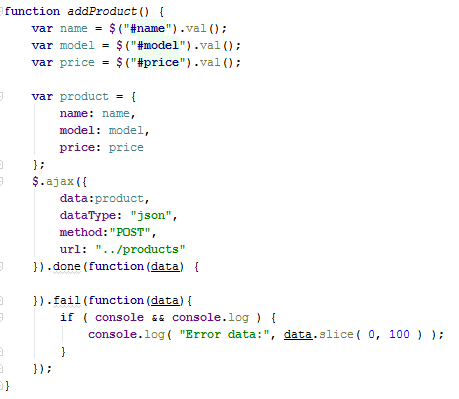 function addProduct() {
var name = $("#name").val();
var model = $("#model").val();
var price = $("#price").val();
var product = {
name: name,
model: model,
price: price
};
$.ajax({
data:product,
dataType: "json",
method:"POST",
url: "../products"
}).done(function(data) {
}).fail(function(data){
if ( console && console.log ) {
console.log( "Error data:", data.slice( 0, 100 ) );
}
});
}